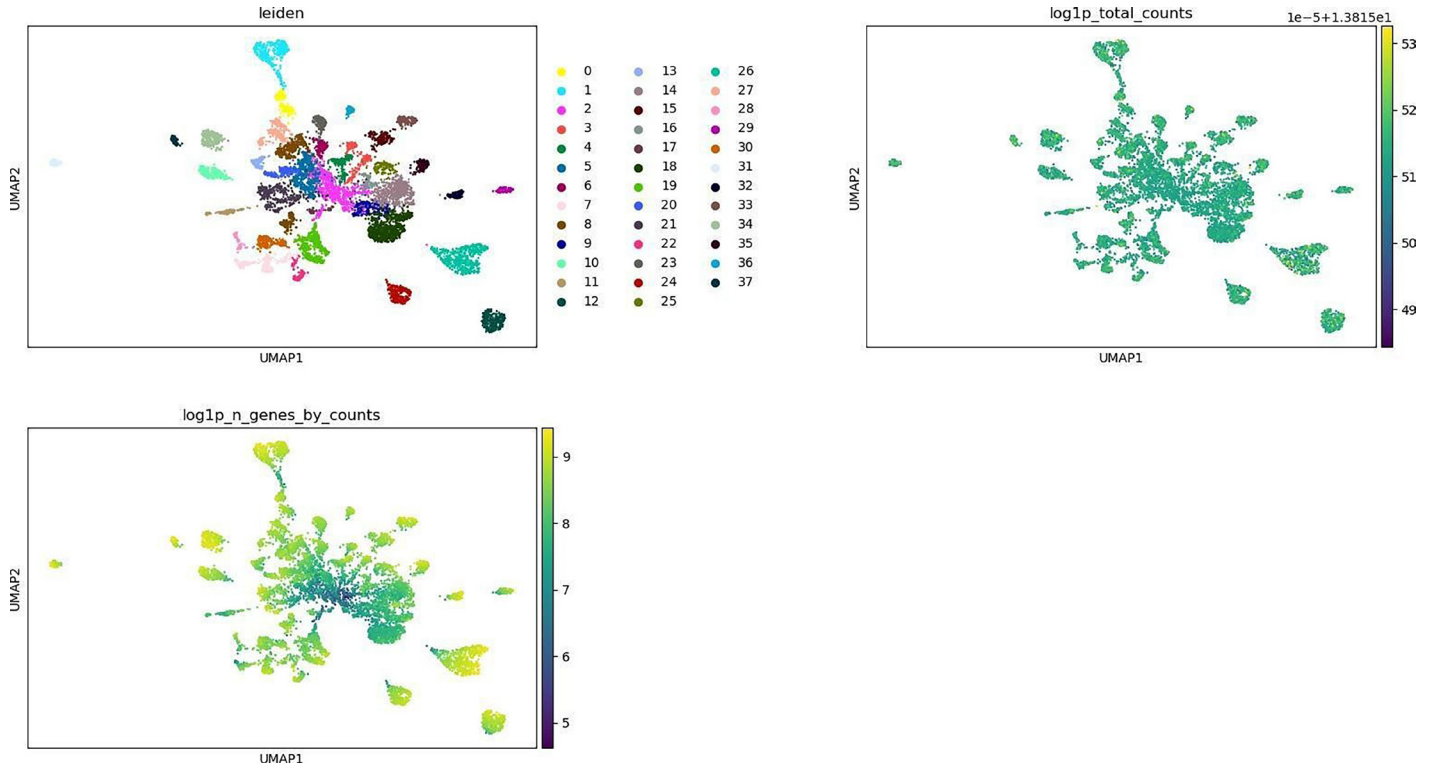 leiden
UMAP2
UMAP1
0 13 26
1 14 27
2 15 28
3 16 29
4 17 30
5 18 31
6 19 32
7 20 33
8 21 34
9 22 35
10 23 36
11 24 37
12 25
log1p_total_counts
1e-5+1.3815e1
UMAP2
UMAP1
53
52
51
50
49
log1p_n_genes_by_counts
UMAP2
UMAP1
9
8
7
6
5